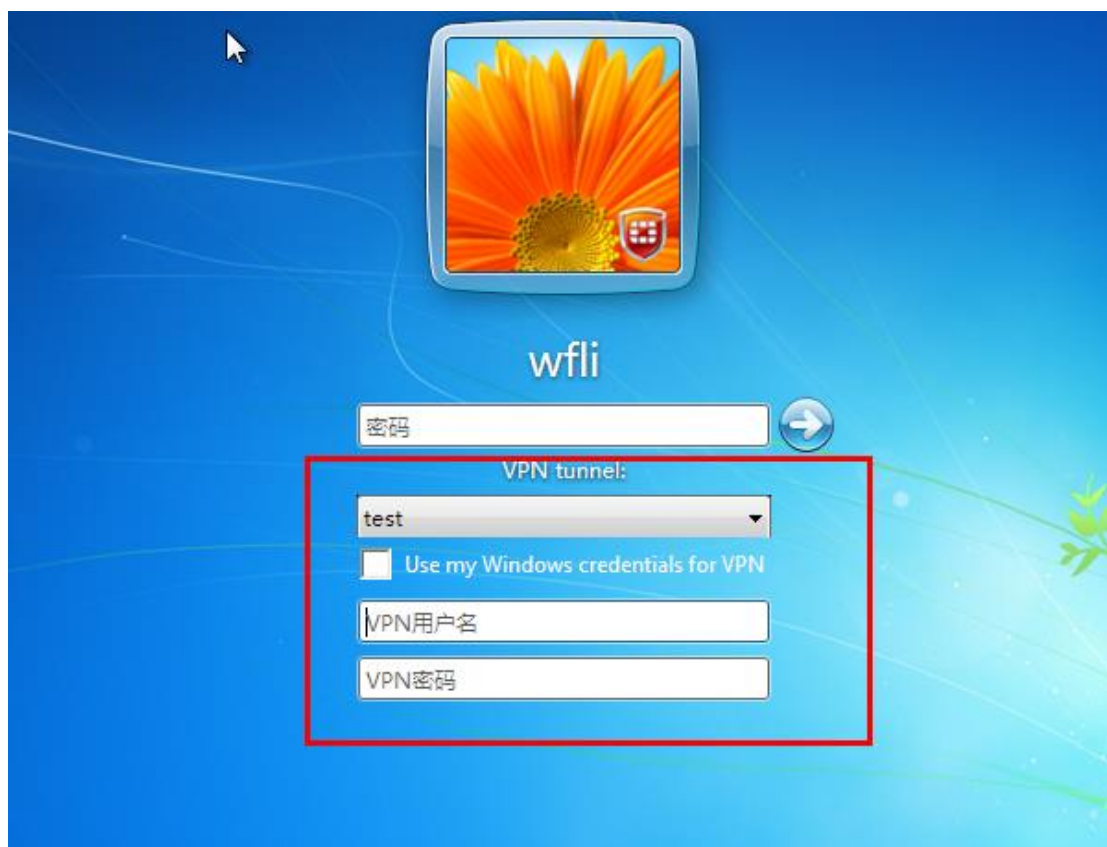 wfli
密码
VPN tunnel:
test
Use my Windows credentials for VPN
VPN用户名
VPN密码